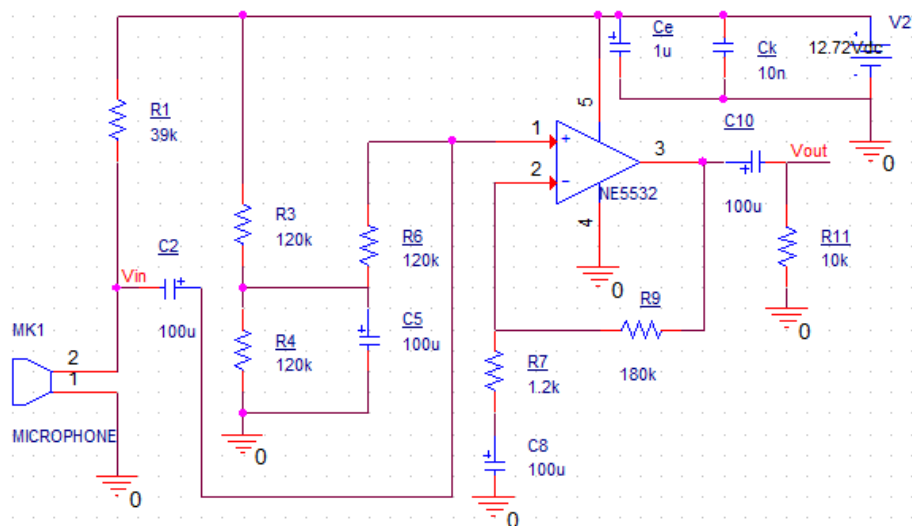 V2
Ce
1u
Ck
10n
12.72Vdc
R1
39k
5
C10
1
+
3
Vout
2
-
NE5532
0
100u
4
R3
120k
R6
120k
R11
10k
C2
Vin
+
0
R9
0
100u
C5
100u
MK1
R4
120k
R7
1.2k
180k
2
1
MICROPHONE
0
C8
100u
0
0